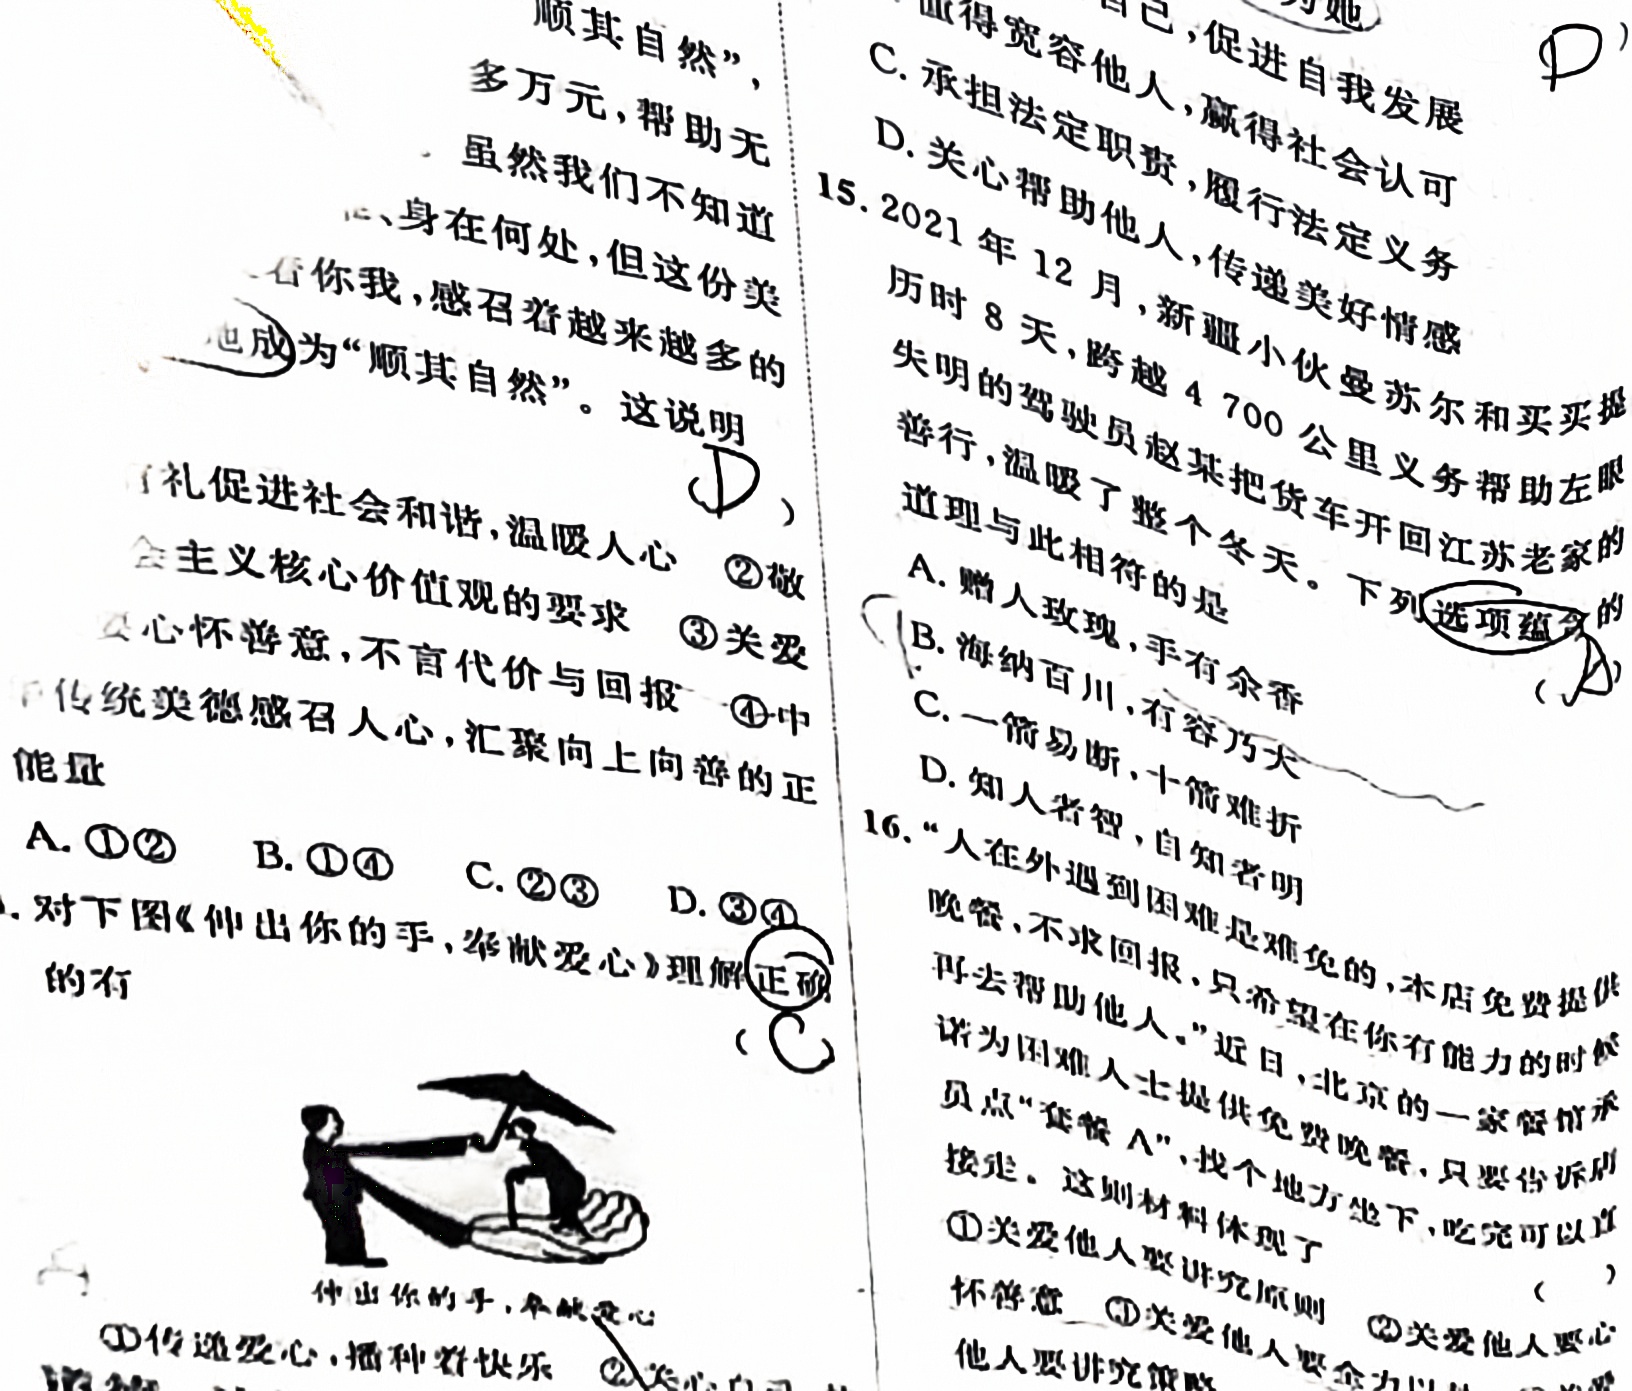 顺其自然”,
多万元,帮助无
虽然我们不知道
、身在何处,但这份美
着你我,感召着越来越多的
地成为“顺其自然”。这说明
D )
礼促进社会和谐,温暖人心 ②敬
会主义核心价值观的要求 ③关爱
心怀善意,不言代价与回报 ④中
传统美德感召人心,汇聚向上向善的正
能量
A. ①② B. ①④ C. ②③ D. ③④
. 对下图《伸出你的手,奉献爱心》理解正确
的有
( C
伸出你的手,奉献爱心
①传递爱心,播种着快乐 ②关心自己
为她
自己,促进自我发展
D )
懂得宽容他人,赢得社会认可
C. 承担法定职责,履行法定义务
D. 关心帮助他人,传递美好情感
15. 2021 年 12 月,新疆小伙曼苏尔和买买提
历时 8 天,跨越 4 700 公里义务帮助左眼
失明的驾驶员赵某把货车开回江苏老家的
善行,温暖了整个冬天。下列选项蕴含的
道理与此相符的是
( A )
A. 赠人玫瑰,手有余香
B. 海纳百川,有容乃大
C. 一箭易断,十箭难折
D. 知人者智,自知者明
16. “人在外遇到困难是难免的,本店免费提供
晚餐,不求回报,只希望在你有能力的时候
再去帮助他人。”近日,北京的一家餐馆承
诺为困难人士提供免费晚餐,只要告诉店
员点“套餐 A”,找个地方坐下,吃完可以直
接走。这则材料体现了
( )
①关爱他人要讲究原则 ②关爱他人要心
怀善意 ③关爱他人要尽力
他人要讲究策略